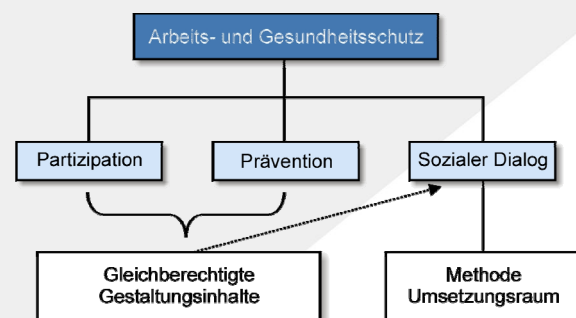 Arbeits- und Gesundheitsschutz
Partizipation
Prävention
Sozialer Dialog
Gleichberechtigte
Gestaltungsinhalte
Methode
Umsetzungsraum